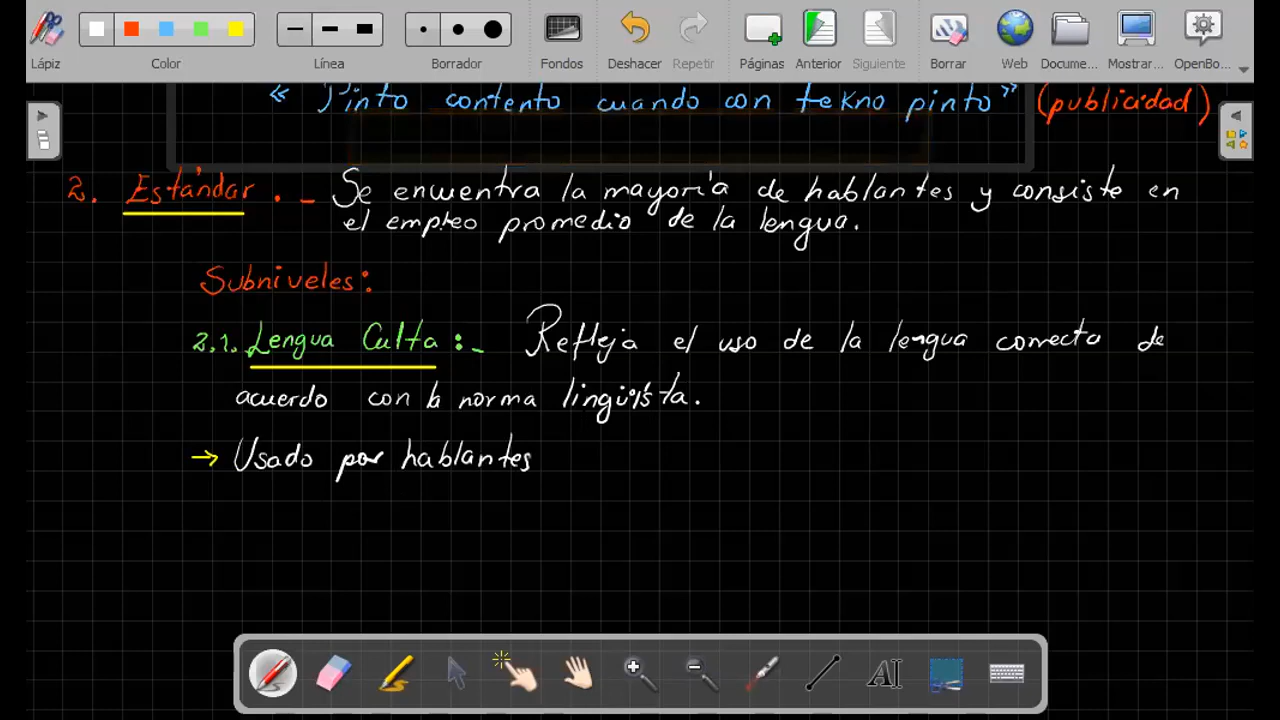 Lápiz Color Línea Borrador Fondos Deshacer Repetir Páginas Anterior Siguiente Borrar Web Docume... Mostrar... OpenBo...
« Pinto contento cuando con tekno pinto" (publicidad)
2. Estándar . - Se encuentra la mayoría de hablantes y consiste en
el empleo promedio de la lengua.
Subniveles:
2.1. Lengua Culta :- Refleja el uso de la lengua correcta de
acuerdo con la norma lingüísta.
→ Usado por hablantes